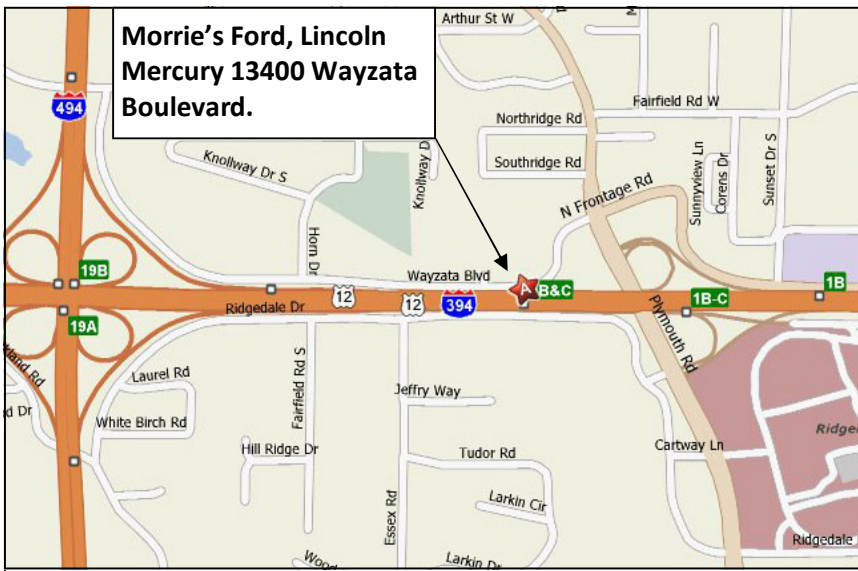 Morrie's Ford, Lincoln
Mercury 13400 Wayzata
Boulevard.
Arthur St W
494
Fairfield Rd W
Northridge Rd
Knollway Dr S
Southridge Rd
Knollway D
Sunnyview Ln
Corens Dr
Sunset Dr S
N Frontage Rd
Horn Dr
19B
Wayzata Blvd
A
B&C
1B-C
1B
Ridgedale Dr
12
12
394
19A
Plymouth Rd
Fairfield Rd S
Laurel Rd
Jeffry Way
White Birch Rd
Hill Ridge Dr
Tudor Rd
Cartway Ln
Essex Rd
Larkin Cir
Larkin Dr
Ridgedale